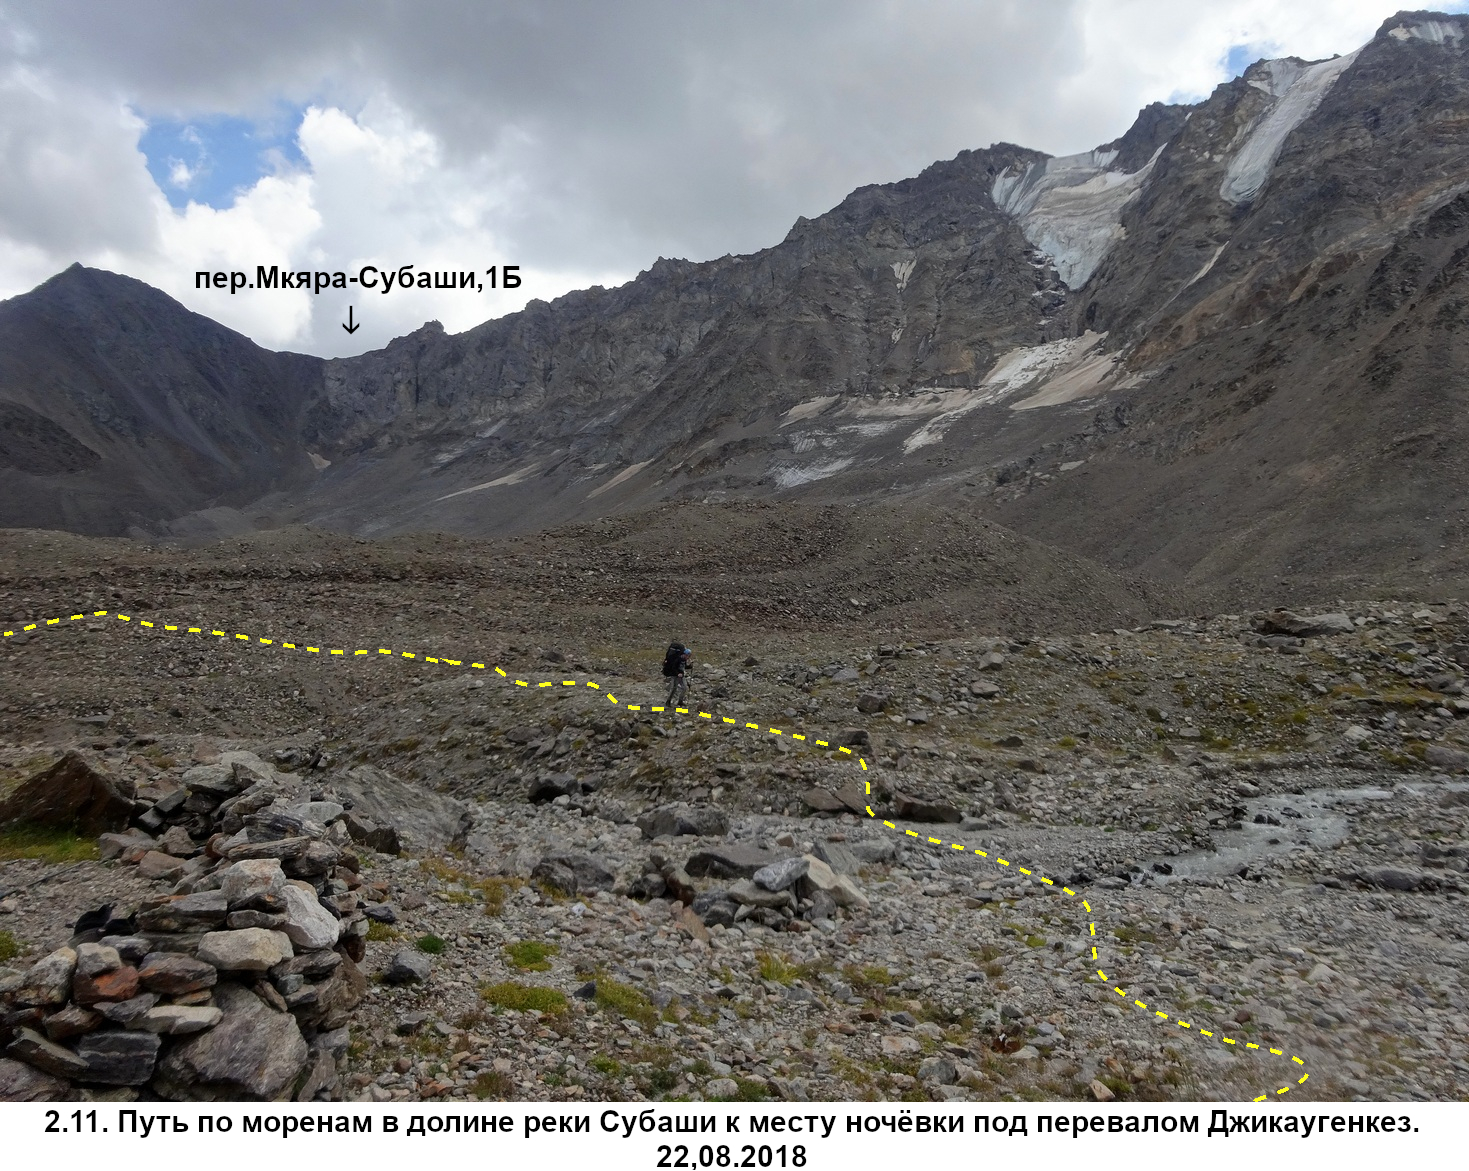 пер.Мкяра-Субаши,1Б
2.11. Путь по моренам в долине реки Субаши к месту ночёвки под перевалом Джикаугенкез.
22,08.2018